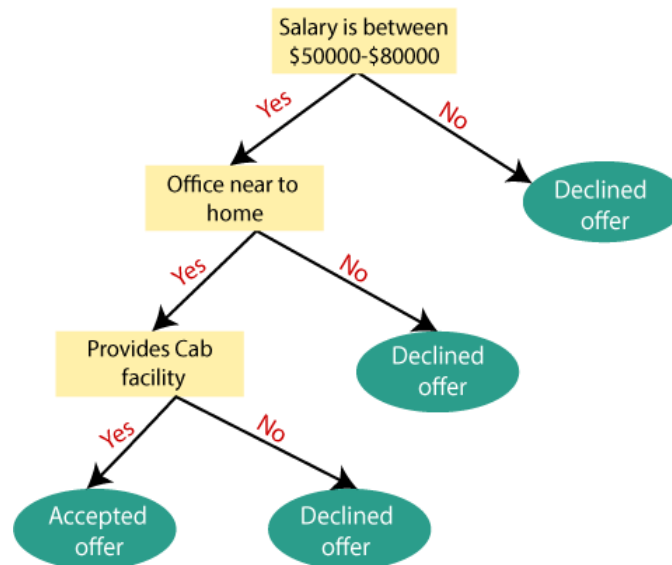 Salary is between
$50000-$80000
Yes
No
Office near to
home
Declined
offer
Yes
No
Provides Cab
facility
Declined
offer
Yes
No
Accepted
offer
Declined
offer